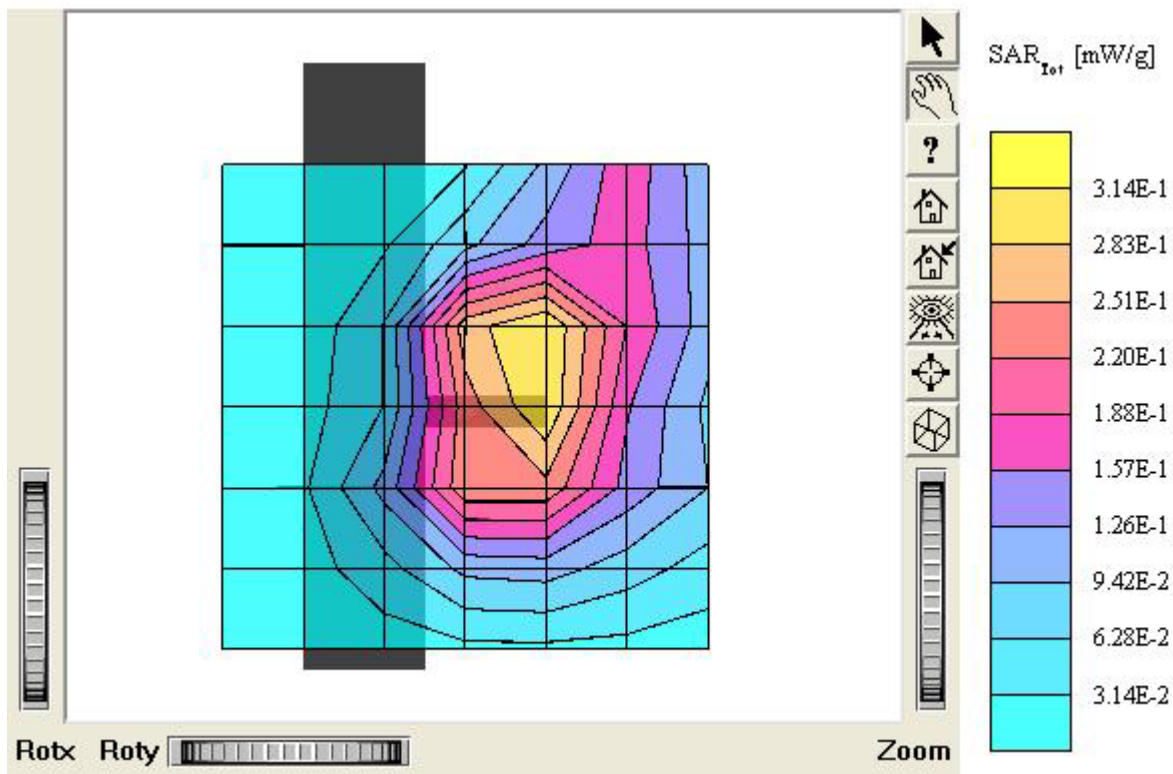 SAR_Tot [mW/g]
?
3.14E-1
2.83E-1
2.51E-1
2.20E-1
1.88E-1
1.57E-1
1.26E-1
9.42E-2
6.28E-2
3.14E-2
Rotx Roty Zoom